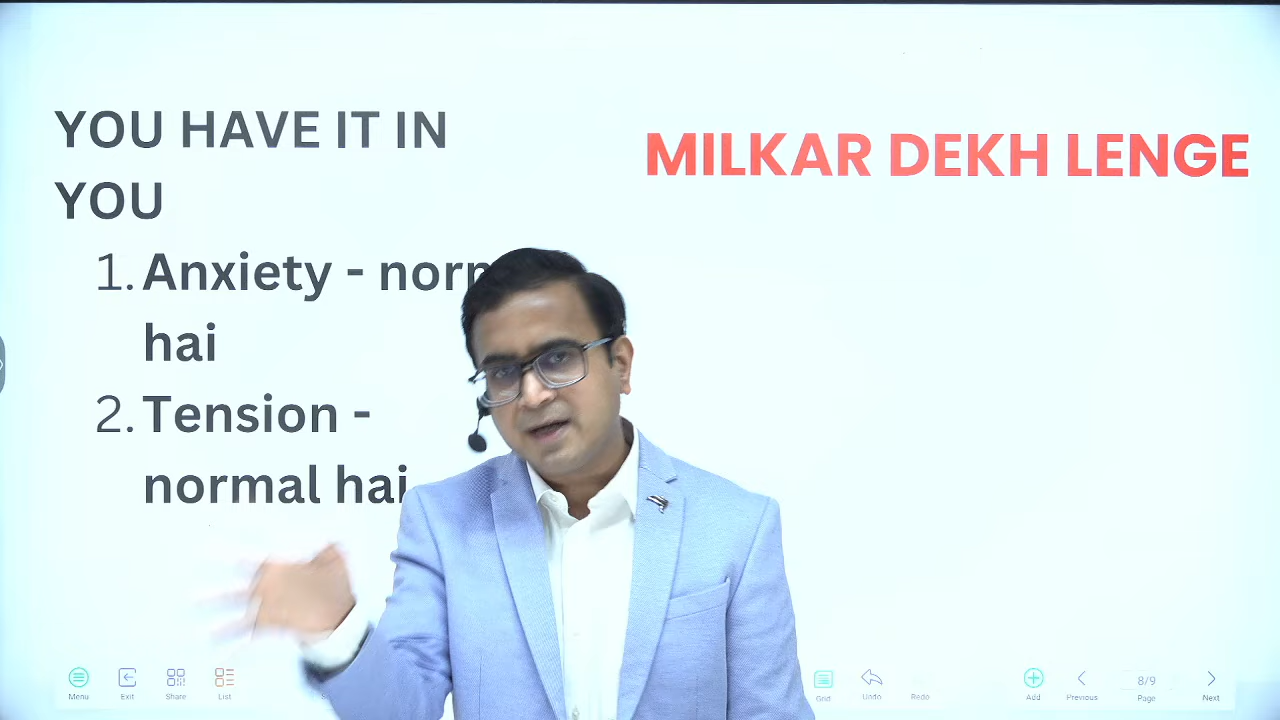 YOU HAVE IT IN
YOU
1. Anxiety - norm
hai
2. Tension -
normal hai
MILKAR DEKH LENGE
Menu
Exit
Share
List
Grid
Undo
Redo
Add
Previous
8/9
Page
Next